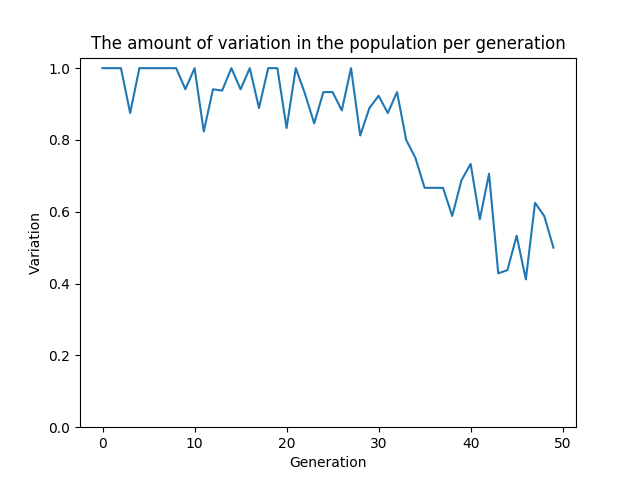 The amount of variation in the population per generation
1.0
0.8
0.6
0.4
0.2
0.0
Variation
0 10 20 30 40 50
Generation